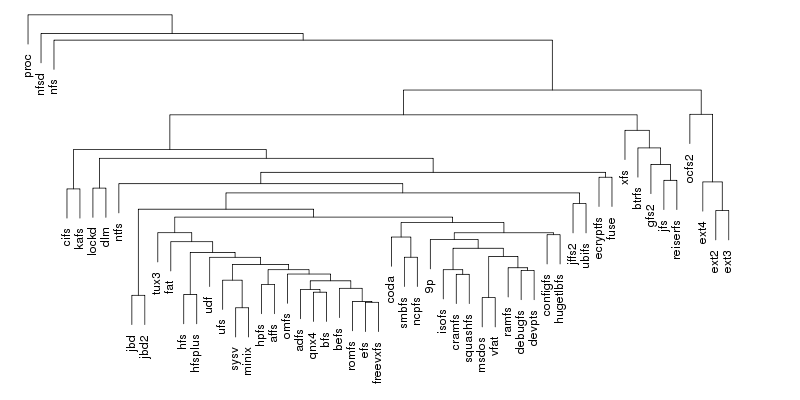 proc
nfsd
nfs
cifs
kafs
lockd
dlm
ntfs
jbd
jbd2
tux3
fat
hfs
hfsplus
udf
ufs
sysv
minix
hpfs
affs
omfs
adfs
qnx4
bfs
befs
romfs
efs
freevxfs
coda
smbfs
ncpfs
9p
isofs
cramfs
squashfs
msdos
vfat
ramfs
debugfs
devpts
configfs
hugetlbfs
jffs2
ubifs
ecryptfs
fuse
xfs
btrfs
gfs2
jfs
reiserfs
ocfs2
ext4
ext2
ext3